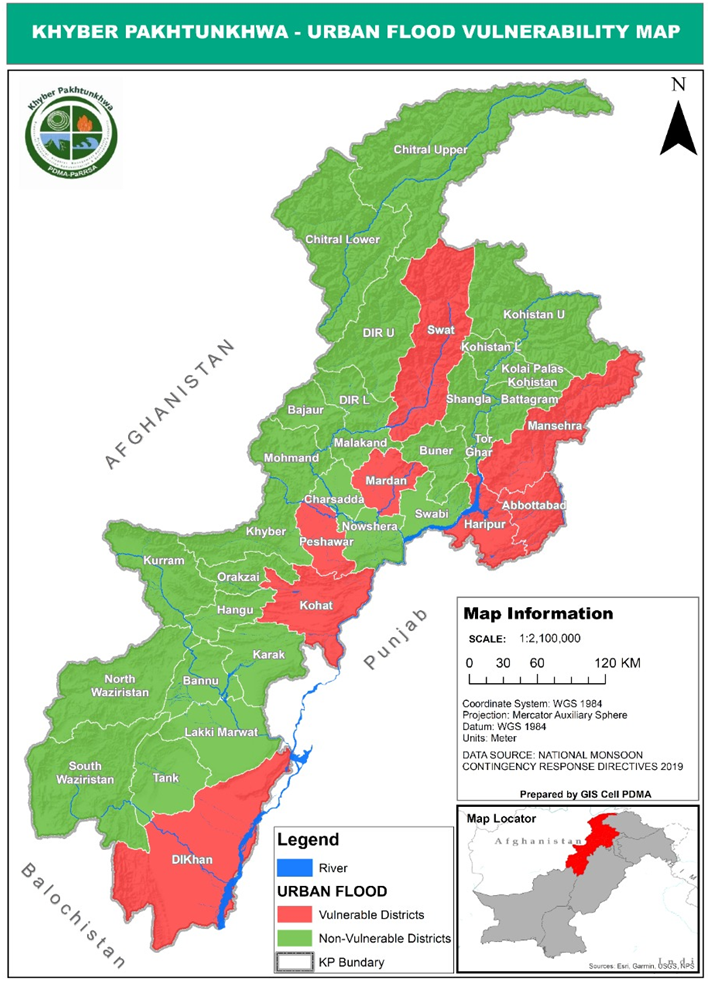 KHYBER PAKHTUNKHWA - URBAN FLOOD VULNERABILITY MAP
Khyber Pakhtunkhwa
PDMA-PaRRSA
N
Chitral Upper
Chitral Lower
Kohistan U
DIR U
Swat
Kohistan L
Kolai Palas
Kohistan
DIR L
Shangla
Battagram
Bajaur
Mansehra
Malakand
Buner
Tor
Ghar
Mohmand
Mardan
Charsadda
Swabi
Abbottabad
Nowshera
Haripur
Khyber
Peshawar
AFGHANISTAN
Kurram
Orakzai
Hangu
Kohat
Punjab
Karak
North
Waziristan
Bannu
Lakki Marwat
South
Waziristan
Tank
DIKhan
Balochistan
Map Information
SCALE: 1:2,100,000
0 30 60 120 KM
Coordinate System: WGS 1984
Projection: Mercator Auxiliary Sphere
Datum: WGS 1984
Units: Meter
DATA SOURCE: NATIONAL MONSOON
CONTINGENCY RESPONSE DIRECTIVES 2019
Prepared by GIS Cell PDMA
Legend
River
URBAN FLOOD
Vulnerable Districts
Non-Vulnerable Districts
KP Bundary
Map Locator
Afghanistan
Sources: Esri, Garmin, USGS, NPS